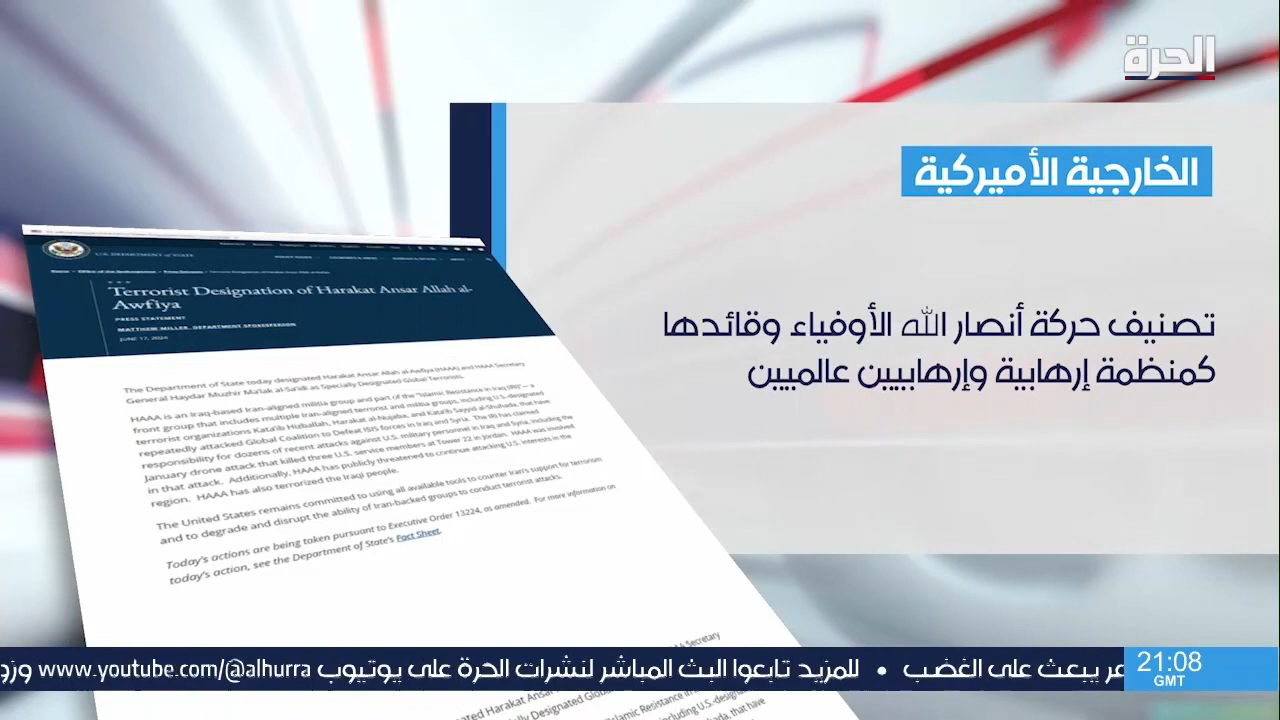 الحرة
الخارجية الأميركية
تصنيف حركة أنصار الله الأوفياء وقائدها
كمنظمة إرهابية وإرهابيين عالميين
U.S. DEPARTMENT of STATE
Terrorist Designation of Harakat Ansar Allah al-
Awfiya
PRESS STATEMENT
MATTHEW MILLER, DEPARTMENT SPOKESPERSON
JUNE 17, 2024
The Department of State today designated Harakat Ansar Allah al-Awfiya (HAAA) and HAAA Secretary
General Haydar Muzhir Ma'lak al-Sa'idi as Specially Designated Global Terrorists.
HAAA is an Iraq-based Iran-aligned militia group and part of the "Islamic Resistance in Iraq (IRI)"— a
front group that includes multiple Iran-aligned terrorist and militia groups, including U.S.-designated
terrorist organizations Kata'ib Hizballah, Harakat al-Nujaba, and Kata'ib Sayyid al-Shuhada, that have
repeatedly attacked Global Coalition to Defeat ISIS forces in Iraq and Syria. The IRI has claimed
responsibility for dozens of recent attacks against U.S. military personnel in Iraq and Syria, including the
January drone attack that killed three U.S. service members at Tower 22 in Jordan. HAAA was involved
in that attack. Additionally, HAAA has publicly threatened to continue attacking U.S. interests in the
region. HAAA has also terrorized the Iraqi people.
The United States remains committed to using all available tools to counter Iran's support for terrorism
and to degrade and disrupt the ability of Iran-backed groups to conduct terrorist attacks.
Today's actions are being taken pursuant to Executive Order 13224, as amended. For more information on
today's action, see the Department of State's Fact Sheet.
عر يبعث على الغضب • للمزيد تابعوا البث المباشر لنشرات الحرة على يوتيوب www.youtube.com/@alhurra وزو
21:08
GMT